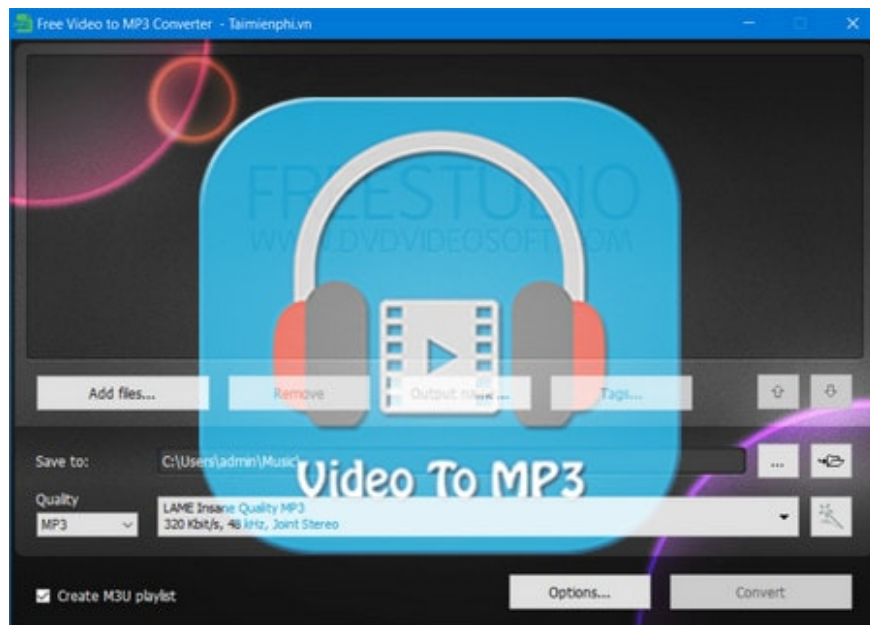 Free Video to MP3 Converter - Taimienphi.vn
FREESTUDIO
WWW.DVDVIDEOSOFT.COM
Add files...
Remove
Output name...
Tags...
Save to:
C:\Users\admin\Music\
...
Video To MP3
Quality
MP3
LAME Insane Quality MP3
320 Kbit/s, 48 kHz, Joint Stereo
Create M3U playlist
Options...
Convert